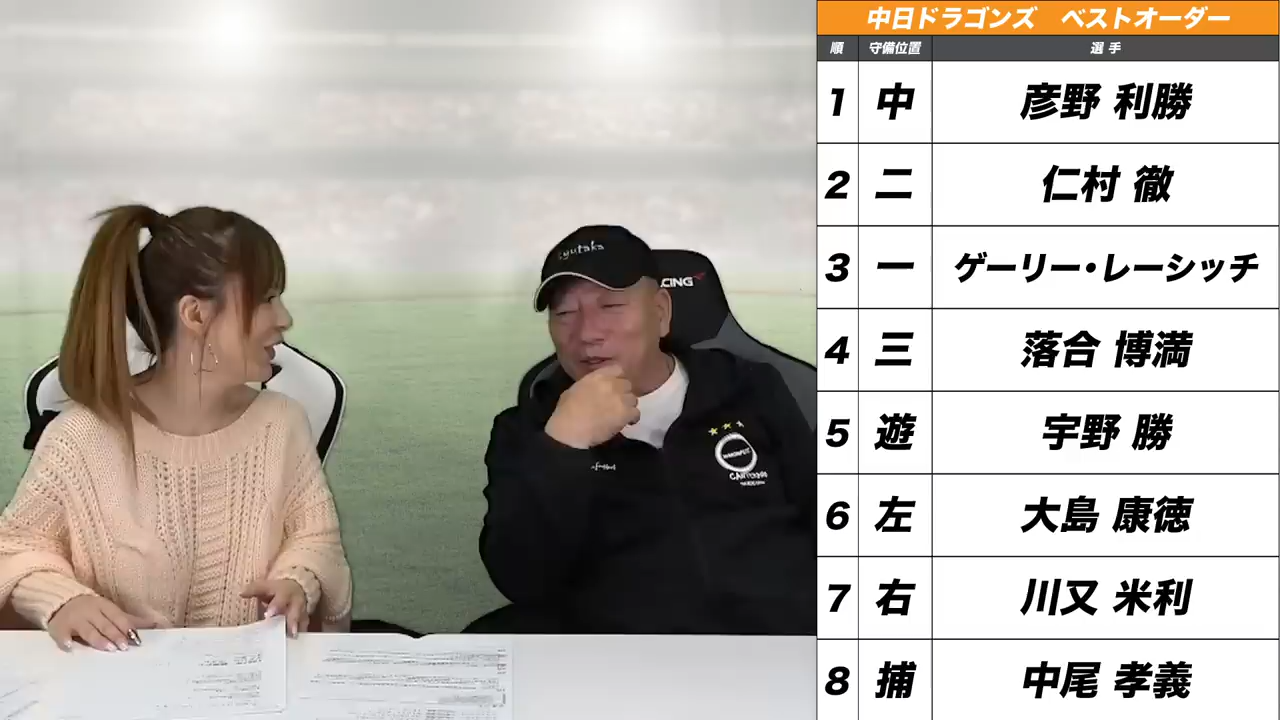 中日ドラゴンズ　ベストオーダー
順 守備位置 選手
1 中 彦野 利勝
2 二 仁村 徹
3 一 ゲーリー・レーシッチ
4 三 落合 博満
5 遊 宇野 勝
6 左 大島 康徳
7 右 川又 米利
8 捕 中尾 孝義
yutaka
CING